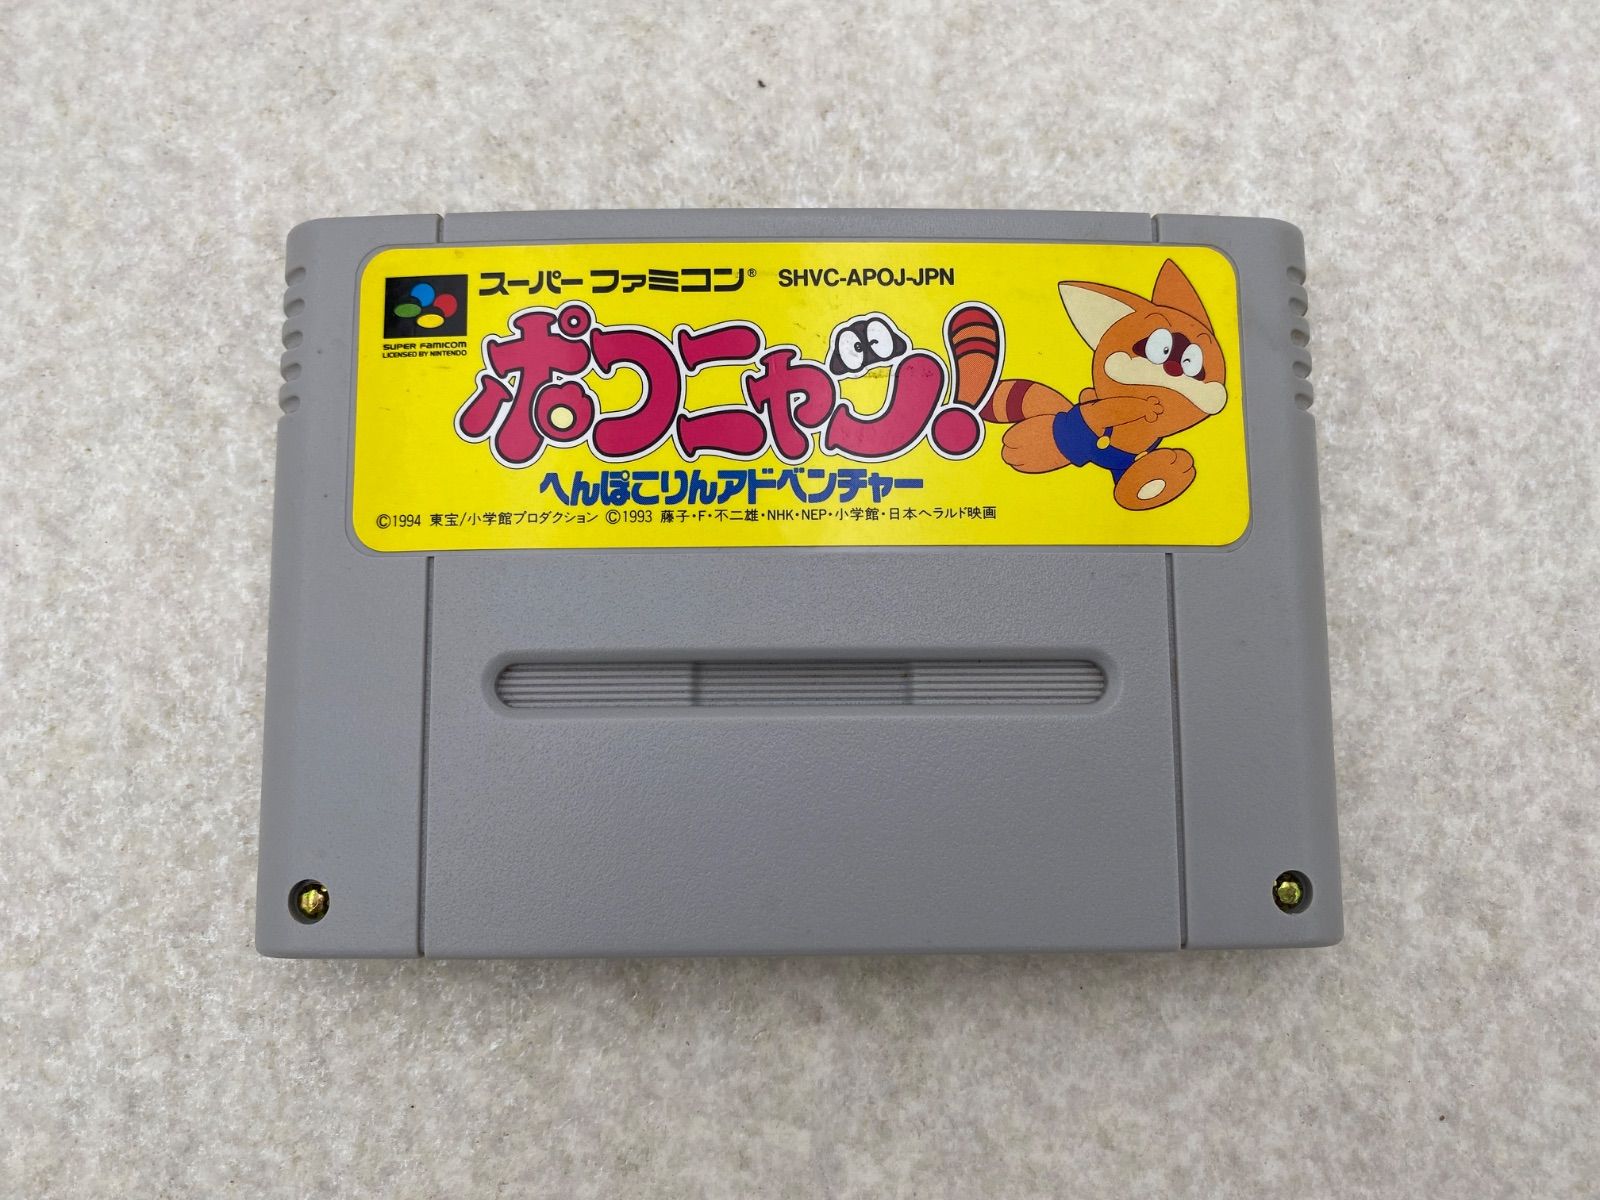 スーパーファミコン® SHVC-APOJ-JPN
SUPER FAMICOM
LICENSED BY NINTENDO
ポコニャン!
へんぽこりんアドベンチャー
©1994 東宝/小学館プロダクション ©1993 藤子・F・不二雄・NHK・NEP・小学館・日本ヘラルド映画